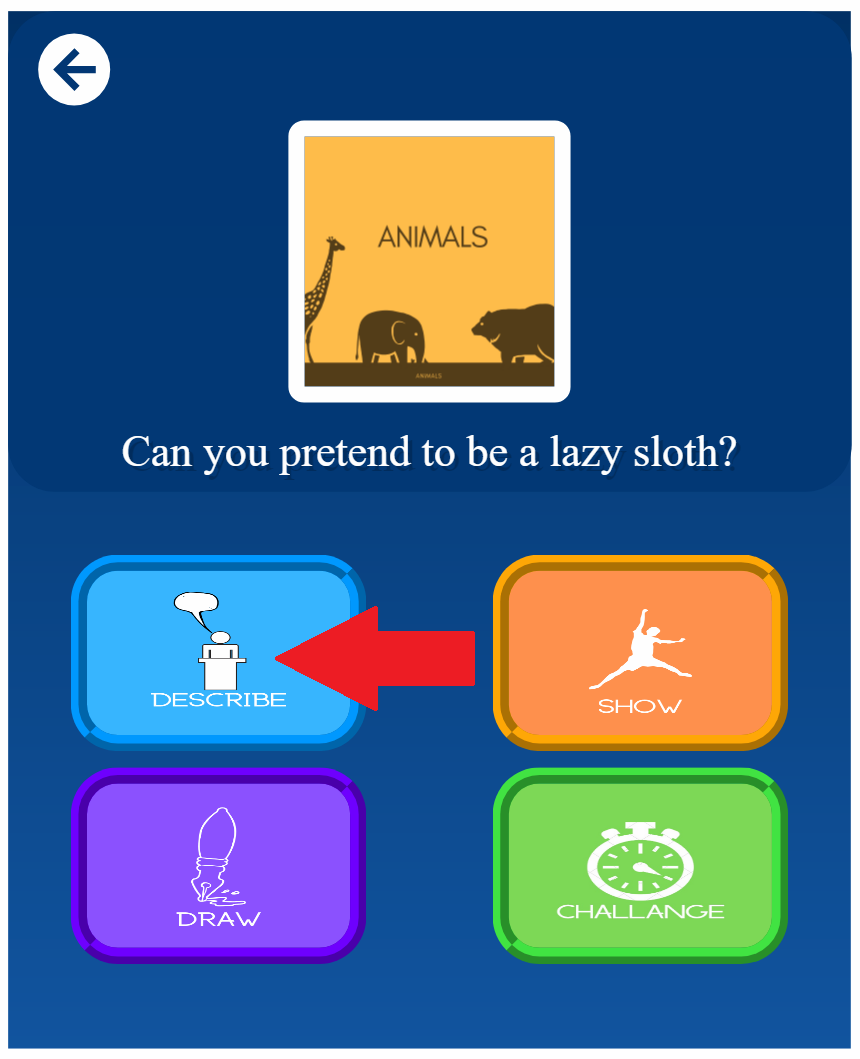 ANIMALS
ANIMALS
Can you pretend to be a lazy sloth?
DESCRIBE
SHOW
DRAW
CHALLANGE